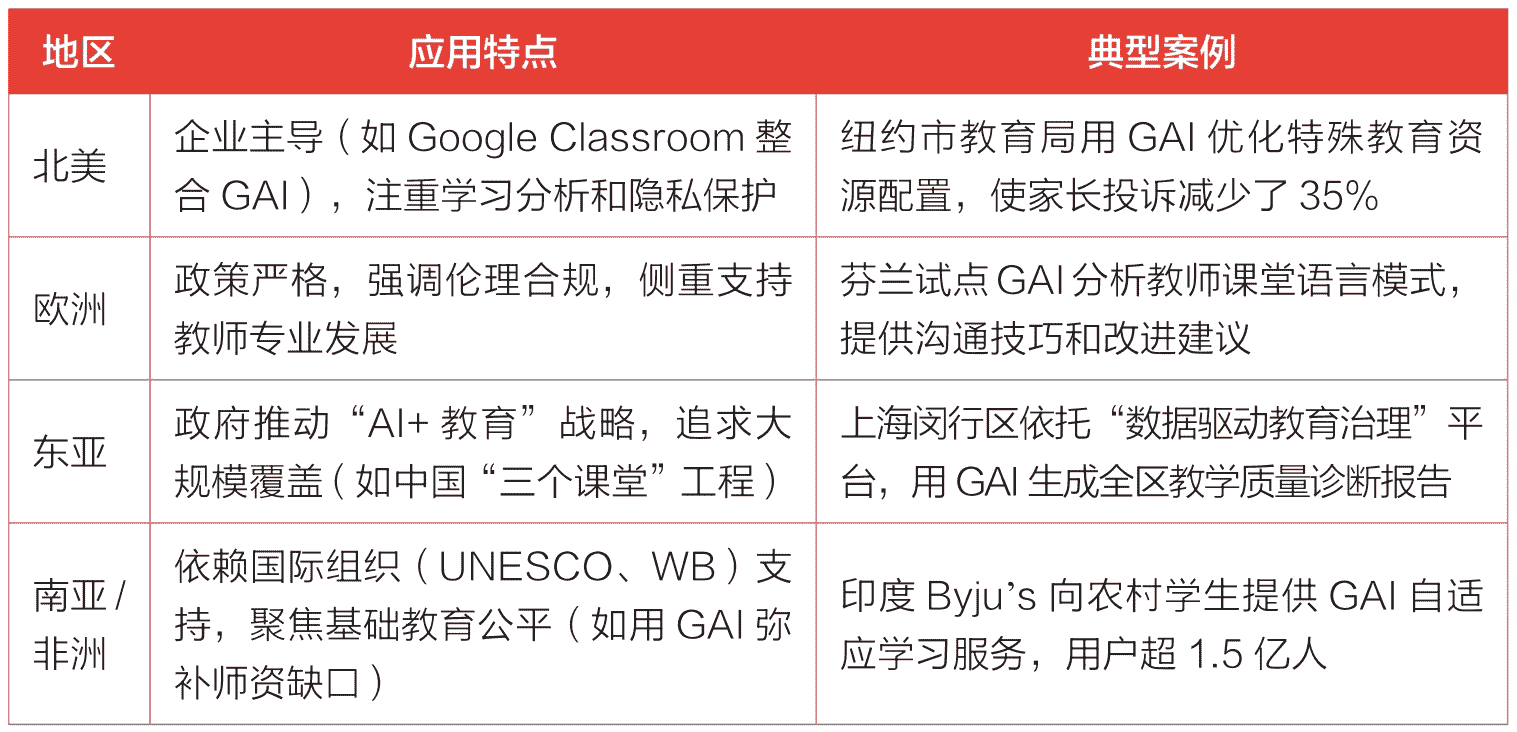 地区 应用特点 典型案例
北美
企业主导（如 Google Classroom 整
合 GAI），注重学习分析和隐私保护
纽约市教育局用 GAI 优化特殊教育资
源配置，使家长投诉减少了 35%
欧洲
政策严格，强调伦理合规，侧重支持
教师专业发展
芬兰试点 GAI 分析教师课堂语言模式，
提供沟通技巧和改进建议
东亚
政府推动“AI+ 教育”战略，追求大
规模覆盖（如中国“三个课堂”工程）
上海闵行区依托“数据驱动教育治理”平
台，用 GAI 生成全区教学质量诊断报告
南亚 /
非洲
依赖国际组织（UNESCO、WB）支
持，聚焦基础教育公平（如用 GAI 弥
补师资缺口）
印度 Byju’s 向农村学生提供 GAI 自适
应学习服务，用户超 1.5 亿人